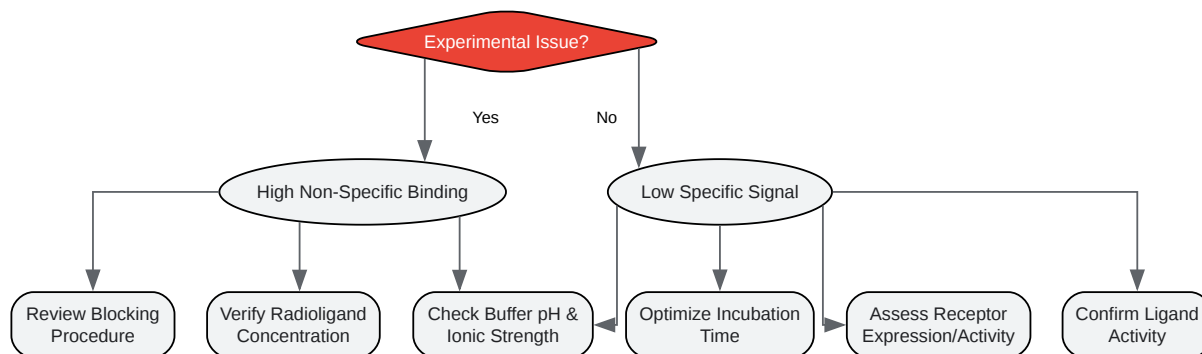 Experimental Issue?
Yes
No
High Non-Specific Binding
Low Specific Signal
Review Blocking
Procedure
Verify Radioligand
Concentration
Check Buffer pH &
Ionic Strength
Optimize Incubation
Time
Assess Receptor
Expression/Activity
Confirm Ligand
Activity